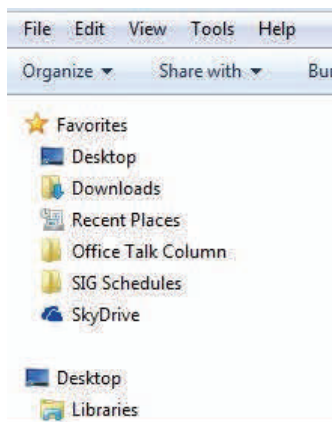 File Edit View Tools Help
Organize Share with Bur
Favorites
Desktop
Downloads
Recent Places
Office Talk Column
SIG Schedules
SkyDrive
Desktop
Libraries